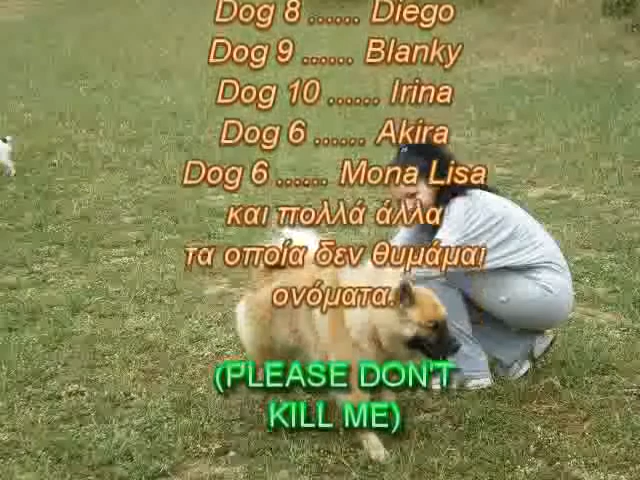 Dog 8 ...... Diego
Dog 9 ...... Blanky
Dog 10 ...... Irina
Dog 6 ...... Akira
Dog 6 ...... Mona Lisa
και πολλά άλλα
τα οποία δεν θυμάμαι
ονόματα.
(PLEASE DON'T
KILL ME)